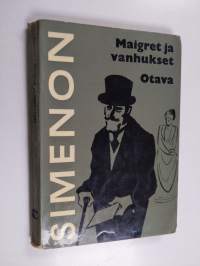 SIMENON
Maigret ja
vanhukset
Otava